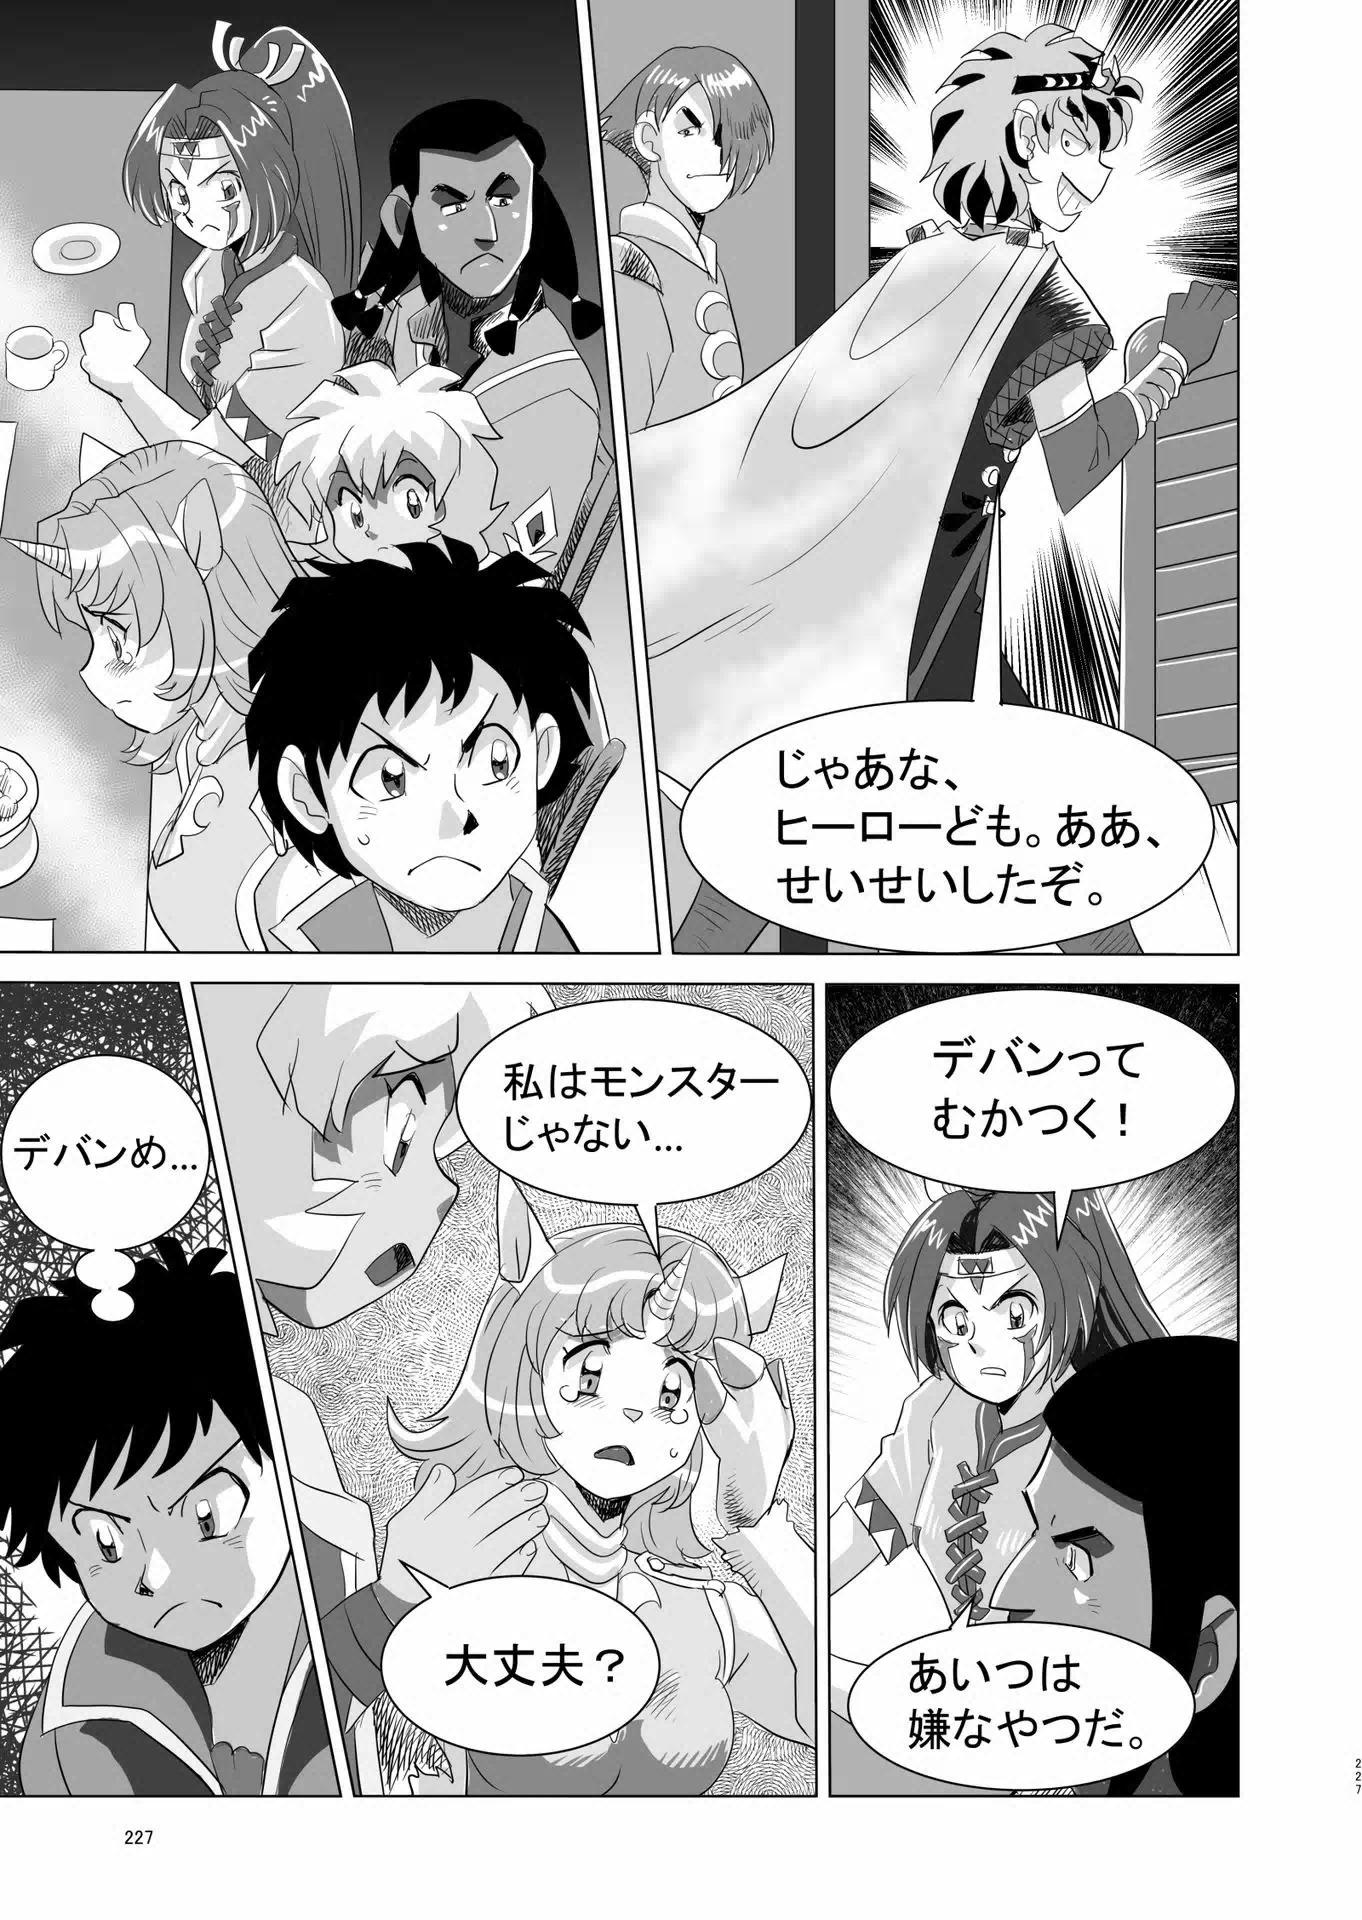 じゃあな、
ヒーローども。ああ、
せいせいしたぞ。
デバンって
むかつく！
あいつは
嫌なやつだ。
私はモンスター
じゃない…
大丈夫？
デバンめ…
227
227